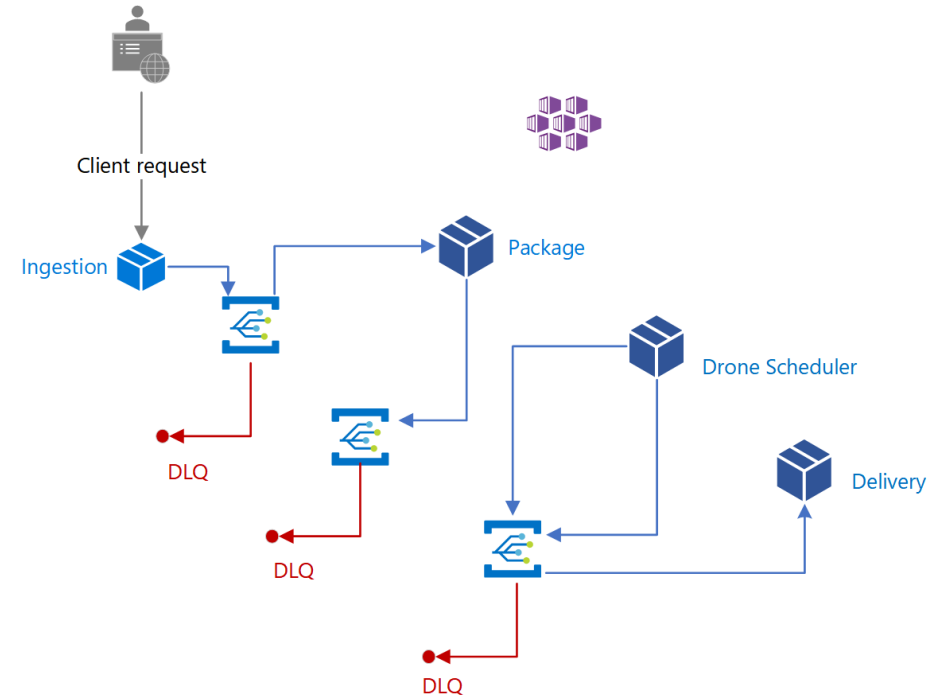 Client request
Ingestion
Package
Drone Scheduler
DLQ
Delivery
DLQ
DLQ